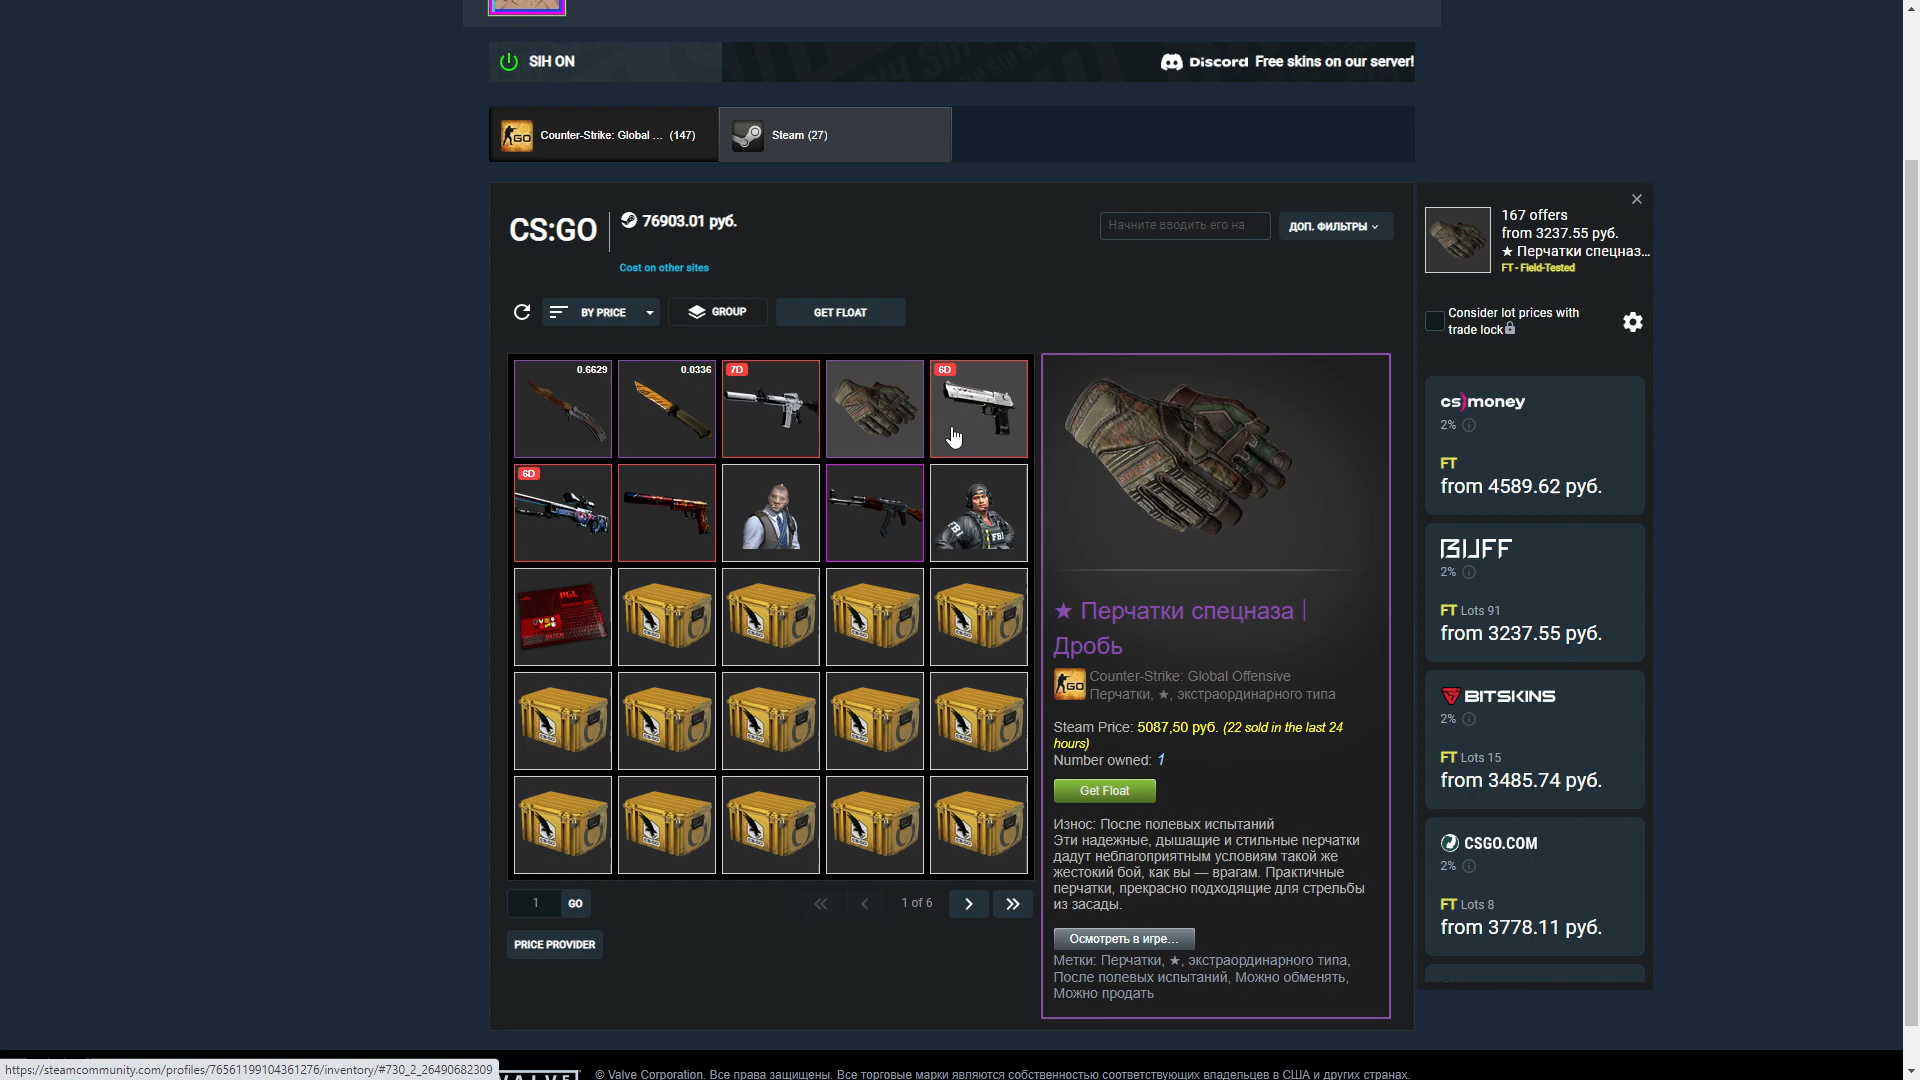 SIH ON
Discord Free skins on our server!
Counter-Strike: Global ... (147)
Steam (27)
CS:GO
76903.01 руб.
Cost on other sites
Начните вводить его на
ДОП. ФИЛЬТРЫ
BY PRICE
GROUP
GET FLOAT
0.6629
0.0336
7D
6D
6D
FBI
FBI
PGL
1
GO
1 of 6
PRICE PROVIDER
★ Перчатки спецназа |
Дробь
Counter-Strike: Global Offensive
Перчатки, ★, экстраординарного типа
Steam Price: 5087,50 руб. (22 sold in the last 24
hours)
Number owned: 1
Get Float
Износ: После полевых испытаний
Эти надежные, дышащие и стильные перчатки
дадут неблагоприятным условиям такой же
жестокий бой, как вы — врагам. Практичные
перчатки, прекрасно подходящие для стрельбы
из засады.
Осмотреть в игре...
Метки: Перчатки, ★, экстраординарного типа,
После полевых испытаний, Можно обменять,
Можно продать
167 offers
from 3237.55 руб.
★ Перчатки спецназ...
FT - Field-Tested
Consider lot prices with
trade lock
cs)money
2%
FT
from 4589.62 руб.
BUFF
2%
FT Lots 91
from 3237.55 руб.
BITSKINS
2%
FT Lots 15
from 3485.74 руб.
CSGO.COM
2%
FT Lots 8
from 3778.11 руб.
https://steamcommunity.com/profiles/76561199104361276/inventory/#730_2_26490682309
VALVE
© Valve Corporation. Все права защищены. Все торговые марки являются собственностью соответствующих владельцев в США и других странах.